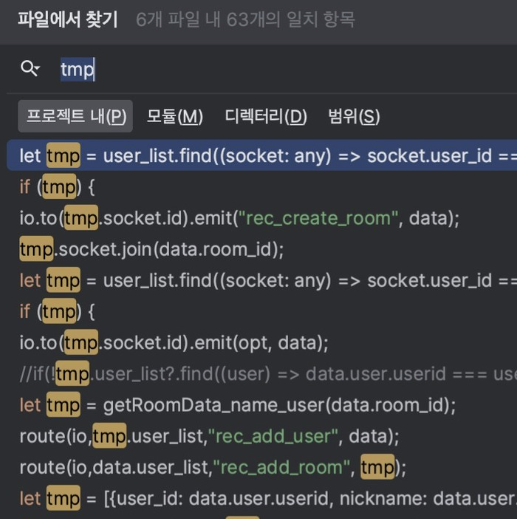 파일에서 찾기 6개 파일 내 63개의 일치 항목
tmp
프로젝트 내(P) 모듈(M) 디렉터리(D) 범위(S)
let tmp = user_list.find((socket: any) => socket.user_id ==
if (tmp) {
io.to(tmp.socket.id).emit("rec_create_room", data);
tmp.socket.join(data.room_id);
let tmp = user_list.find((socket: any) => socket.user_id ==
if (tmp) {
io.to(tmp.socket.id).emit(opt, data);
//if(!tmp.user_list?.find((user) => data.user.userid === use
let tmp = getRoomData_name_user(data.room_id);
route(io,tmp.user_list,"rec_add_user", data);
route(io,data.user_list,"rec_add_room", tmp);
let tmp = [{user_id: data.user.userid, nickname: data.user.